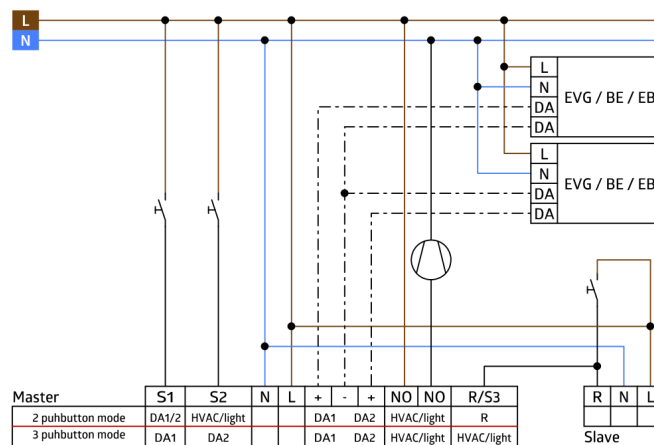 L
N
L
N
DA
DA
EVG / BE / EB
L
N
DA
DA
EVG / BE / EB
Master S1 S2 N L + - + NO NO R/S3 R N L
2 puhbutton mode DA1/2 HVAC/light DA1 DA2 HVAC/light R
3 puhbutton mode DA1 DA2 DA1 DA2 HVAC/light HVAC/light
Slave